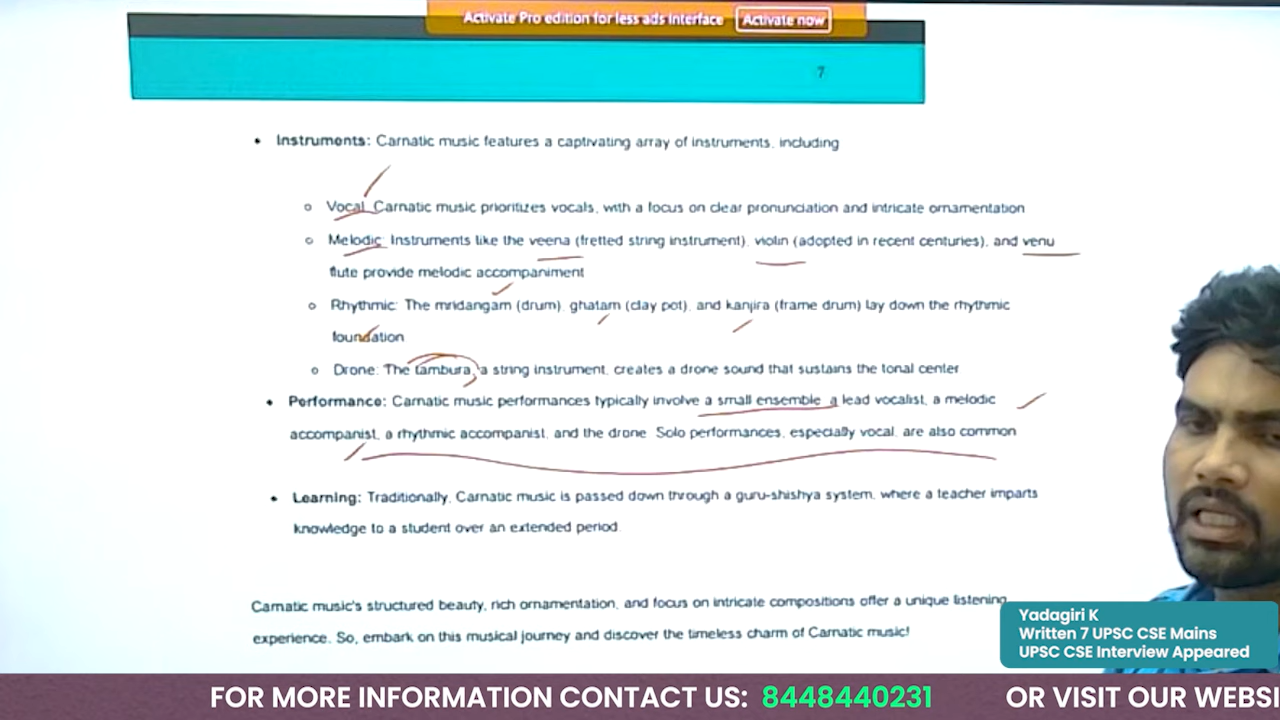 Activate Pro edition for less ads interface Activate now
7
• Instruments: Carnatic music features a captivating array of instruments, including
o Vocal Carnatic music prioritizes vocals, with a focus on clear pronunciation and intricate ornamentation
o Melodic: Instruments like the veena (fretted string instrument), violin (adopted in recent centuries), and venu
flute provide melodic accompaniment
o Rhythmic: The mridangam (drum), ghatam (clay pot), and kanjira (frame drum) lay down the rhythmic
foundation
o Drone: The tambura, a string instrument, creates a drone sound that sustains the tonal center
• Performance: Carnatic music performances typically involve a small ensemble a lead vocalist, a melodic
accompanist, a rhythmic accompanist, and the drone Solo performances, especially vocal, are also common
• Learning: Traditionally, Carnatic music is passed down through a guru-shishya system, where a teacher imparts
knowledge to a student over an extended period
Carnatic music's structured beauty, rich ornamentation, and focus on intricate compositions offer a unique listening
experience. So, embark on this musical journey and discover the timeless charm of Carnatic music!
Yadagiri K
Written 7 UPSC CSE Mains
UPSC CSE Interview Appeared
FOR MORE INFORMATION CONTACT US: 8448440231 OR VISIT OUR WEBSI